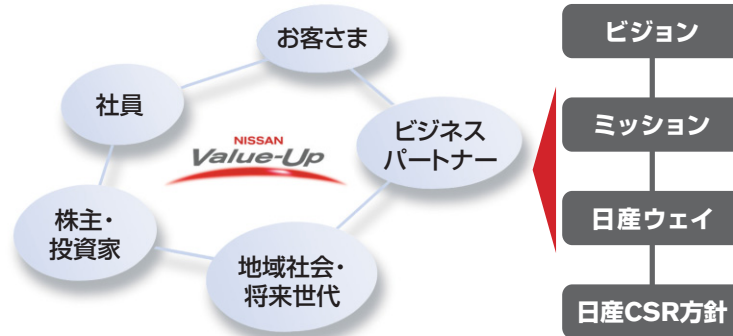 お客さま
社員
NISSAN
Value-Up
ビジネス
パートナー
株主・
投資家
地域社会・
将来世代
ビジョン
ミッション
日産ウェイ
日産CSR方針